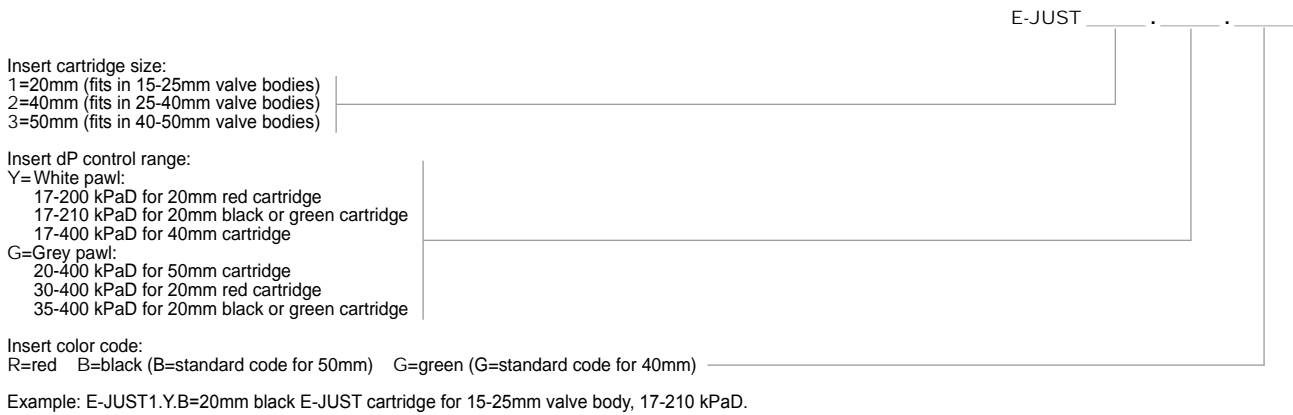 E-JUST _____ . _____ . _____
Insert cartridge size:
1=20mm (fits in 15-25mm valve bodies)
2=40mm (fits in 25-40mm valve bodies)
3=50mm (fits in 40-50mm valve bodies)
Insert dP control range:
Y=White pawl:
17-200 kPaD for 20mm red cartridge
17-210 kPaD for 20mm black or green cartridge
17-400 kPaD for 40mm cartridge
G=Grey pawl:
20-400 kPaD for 50mm cartridge
30-400 kPaD for 20mm red cartridge
35-400 kPaD for 20mm black or green cartridge
Insert color code:
R=red B=black (B=standard code for 50mm) G=green (G=standard code for 40mm)
Example: E-JUST1.Y.B=20mm black E-JUST cartridge for 15-25mm valve body, 17-210 kPaD.